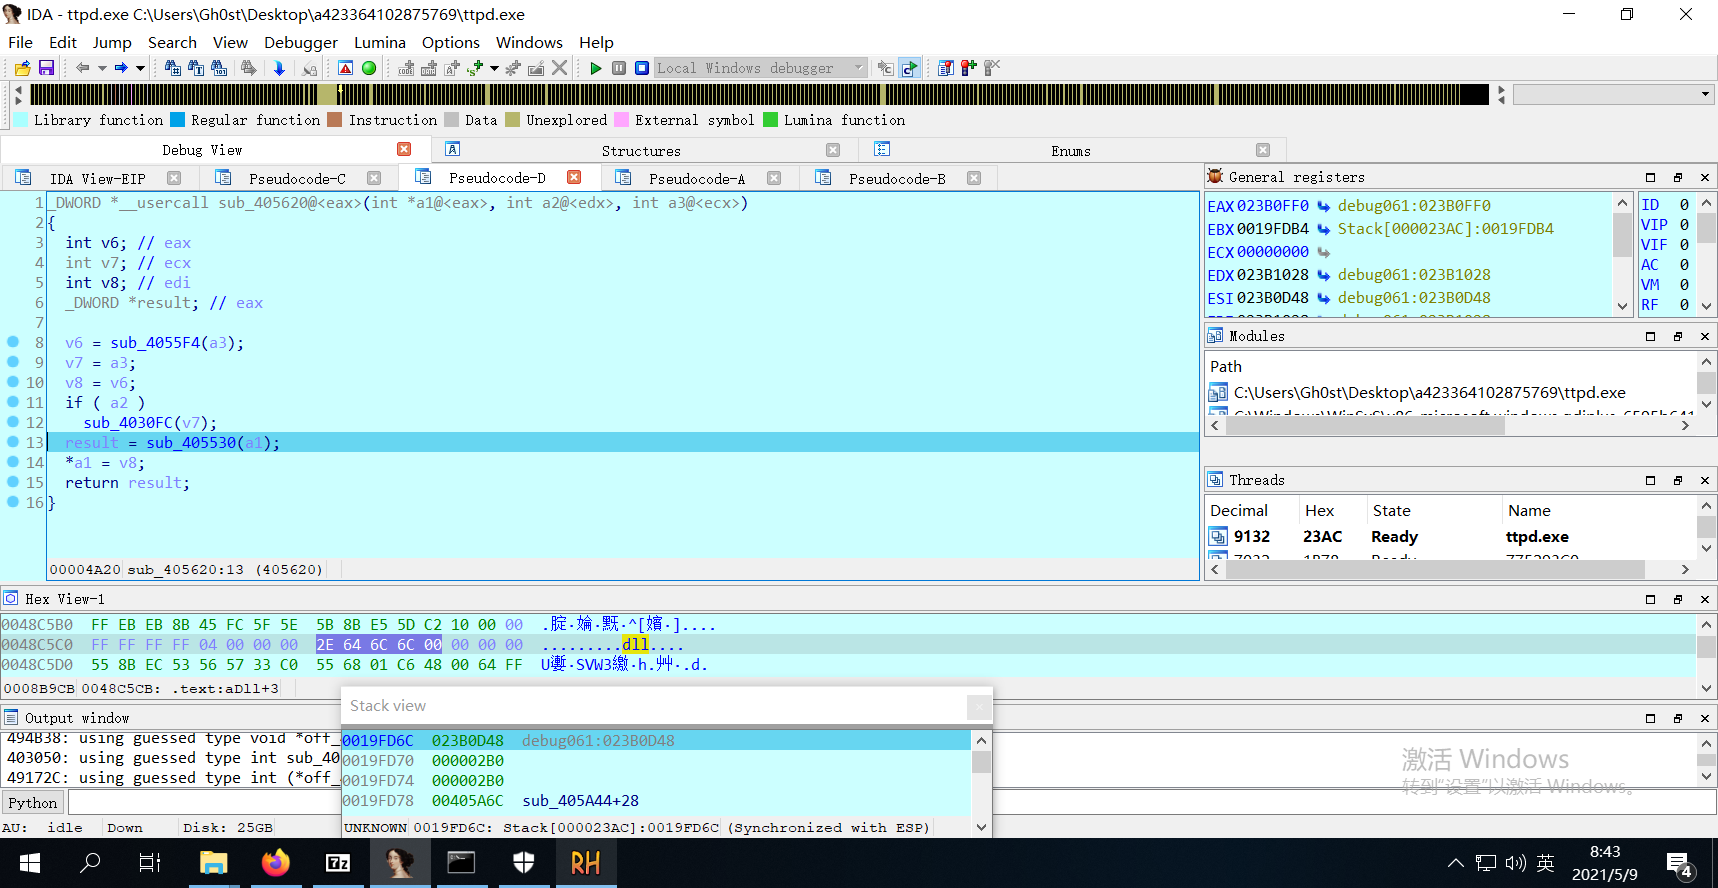 IDA - ttpd.exe C:\Users\Gh0st\Desktop\a423364102875769\ttpd.exe
File Edit Jump Search View Debugger Lumina Options Windows Help
Local Windows debugger
Library function Regular function Instruction Data Unexplored External symbol Lumina function
Debug View Structures Enums
IDA View-EIP Pseudocode-C Pseudocode-D Pseudocode-A Pseudocode-B
1 _DWORD *__usercall sub_405620@<eax>(int *a1@<eax>, int a2@<edx>, int a3@<ecx>)
2 {
3 int v6; // eax
4 int v7; // ecx
5 int v8; // edi
6 _DWORD *result; // eax
7
8 v6 = sub_4055F4(a3);
9 v7 = a3;
10 v8 = v6;
11 if ( a2 )
12 sub_4030FC(v7);
13 result = sub_405530(a1);
14 *a1 = v8;
15 return result;
16 }
00004A20 sub_405620:13 (405620)
General registers
EAX 023B0FF0 debug061:023B0FF0
EBX 0019FDB4 Stack[000023AC]:0019FDB4
ECX 00000000
EDX 023B1028 debug061:023B1028
ESI 023B0D48 debug061:023B0D48
ID 0
VIP 0
VIF 0
AC 0
VM 0
RF 0
Modules
Path
C:\Users\Gh0st\Desktop\a423364102875769\ttpd.exe
Threads
Decimal Hex State Name
9132 23AC Ready ttpd.exe
Hex View-1
0048C5B0 FF EB EB 8B 45 FC 5F 5E 5B 8B E5 5D C2 10 00 00
0048C5C0 FF FF FF FF 04 00 00 00 2E 64 6C 6C 00 00 00 00 .........dll....
0048C5D0 55 8B EC 53 56 57 33 C0 55 68 01 C6 48 00 64 FF
0008B9CB 0048C5CB: .text:aDll+3
Output window
494B38: using guessed type void *off_
403050: using guessed type int sub_40
49172C: using guessed type int (*off_
Python
AU: idle Down Disk: 25GB
Stack view
0019FD6C 023B0D48 debug061:023B0D48
0019FD70 000002B0
0019FD74 000002B0
0019FD78 00405A6C sub_405A44+28
UNKNOWN 0019FD6C: Stack[000023AC]:0019FD6C (Synchronized with ESP)
激活 Windows
转到"设置"以激活 Windows。
7z
RH
英
8:43
2021/5/9
4